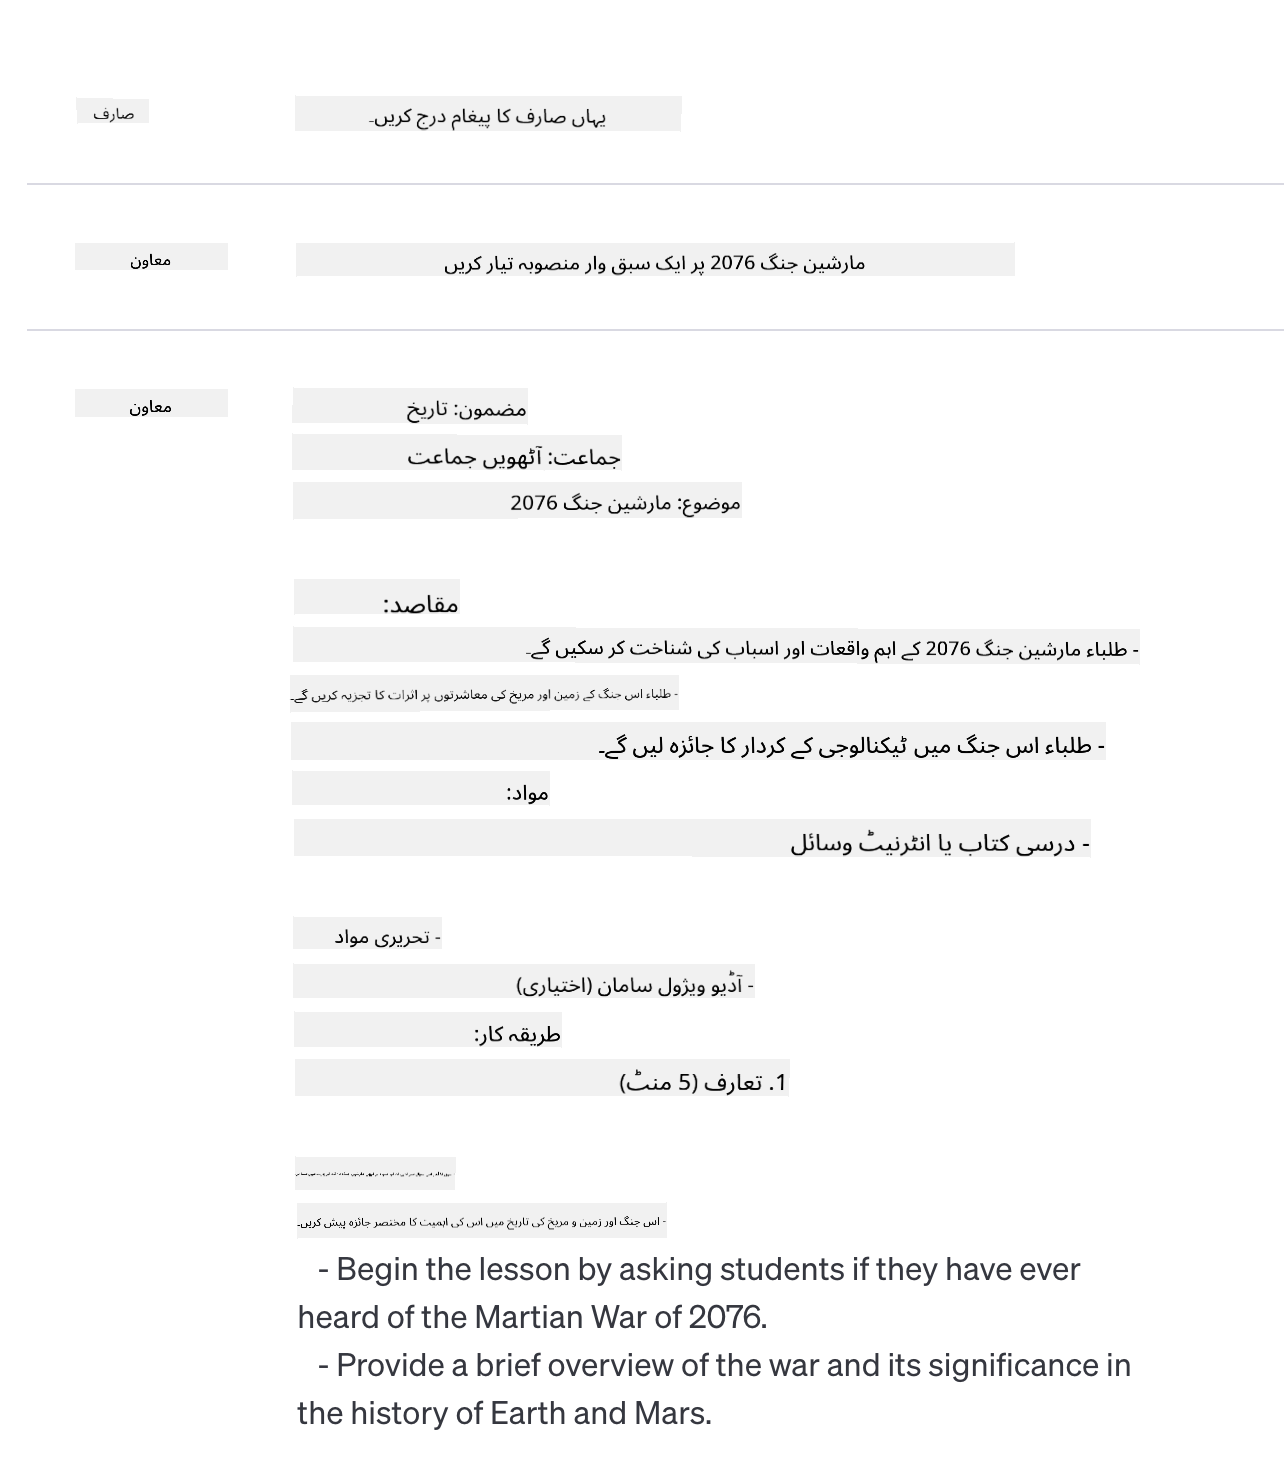 صارف
یہاں صارف کا پیغام درج کریں۔
معاون
مارشین جنگ 2076 پر ایک سبق وار منصوبہ تیار کریں
معاون
مضمون: تاریخ
جماعت: آٹھویں جماعت
موضوع: مارشین جنگ 2076
مقاصد:
- طلباء مارشین جنگ 2076 کے اہم واقعات اور اسباب کی شناخت کر سکیں گے۔
- طلباء اس جنگ کے زمین اور مریخ کی معاشرتوں پر اثرات کا تجزیہ کریں گے۔
- طلباء اس جنگ میں ٹیکنالوجی کے کردار کا جائزہ لیں گے۔
مواد:
- درسی کتاب یا انٹرنیٹ وسائل
- تحریری مواد
- آڈیو ویژول سامان (اختیاری)
طریقہ کار:
1. تعارف (5 منٹ)
- اس جنگ اور زمین و مریخ کی تاریخ میں اس کی اہمیت کا مختصر جائزہ پیش کریں۔
- Begin the lesson by asking students if they have ever
heard of the Martian War of 2076.
- Provide a brief overview of the war and its significance in
the history of Earth and Mars.